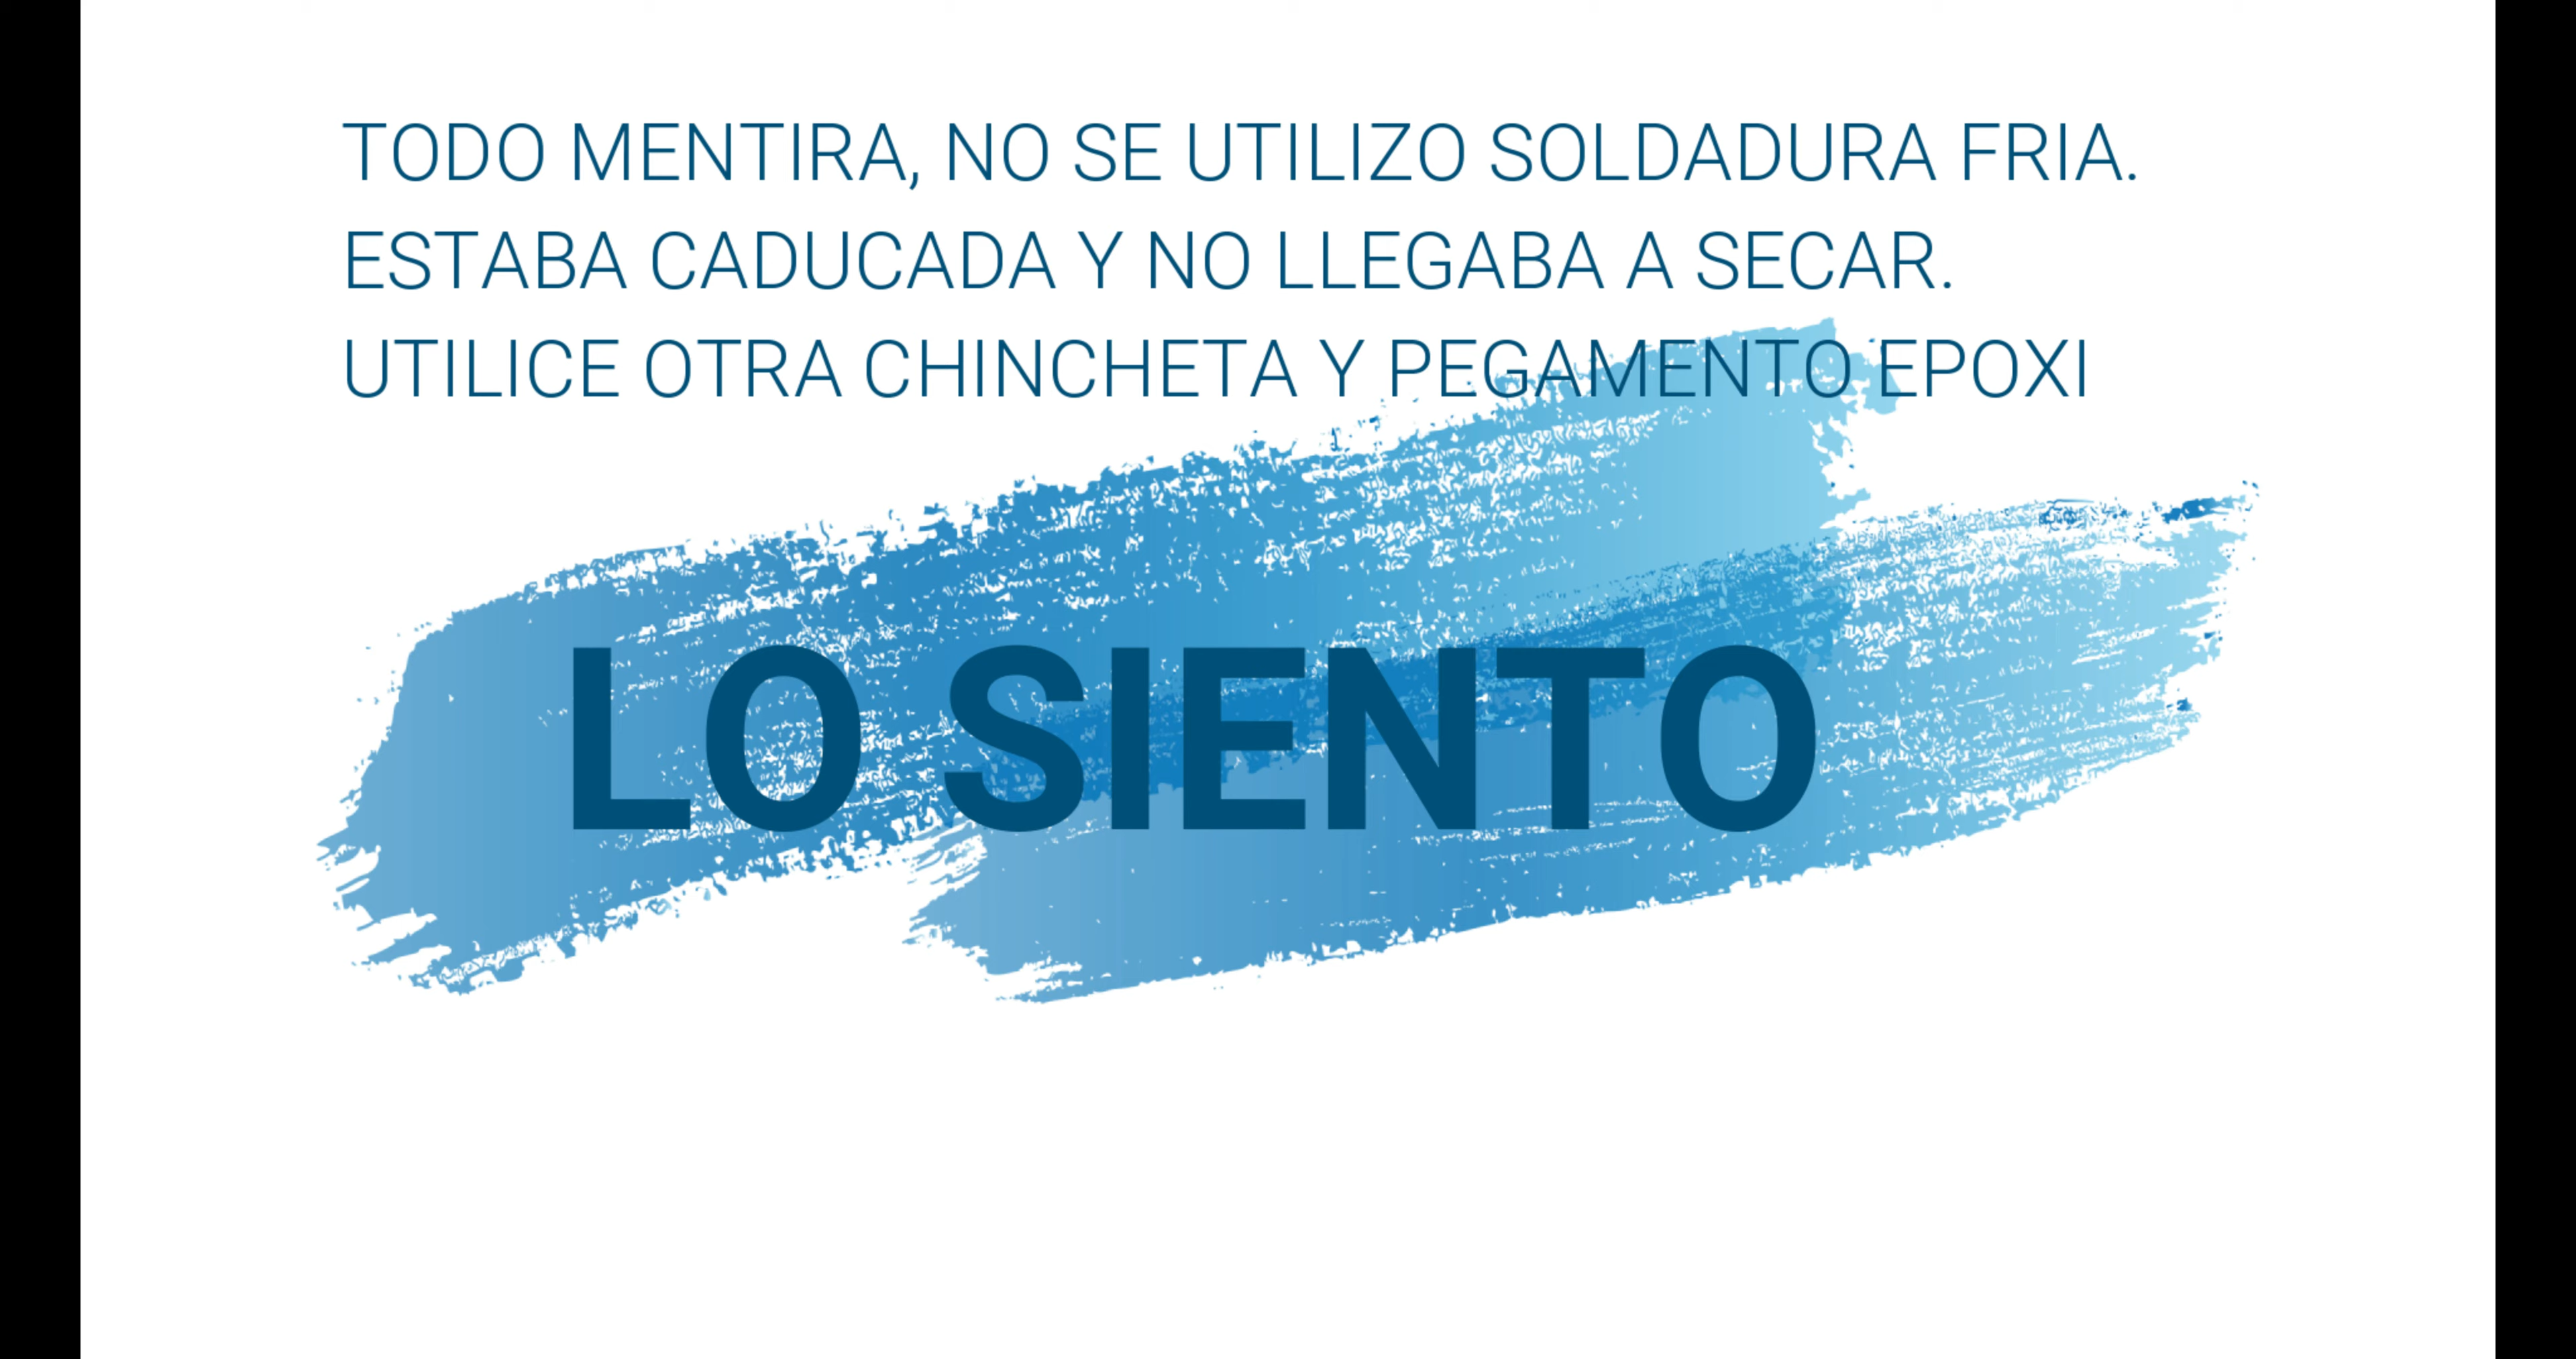 TODO MENTIRA, NO SE UTILIZO SOLDADURA FRIA.
ESTABA CADUCADA Y NO LLEGABA A SECAR.
UTILICE OTRA CHINCHETA Y PEGAMENTO EPOXI
LO SIENTO